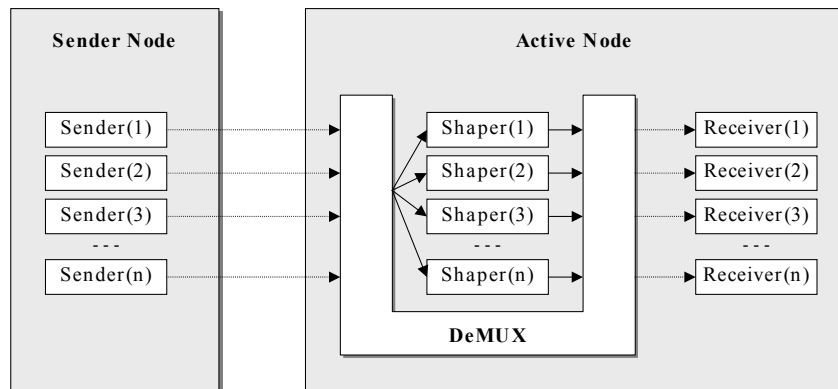 Sender Node
Active Node
Sender(1)
Shaper(1)
Receiver(1)
Sender(2)
Shaper(2)
Receiver(2)
Sender(3)
Shaper(3)
Receiver(3)
- - -
- - -
- - -
Sender(n)
Shaper(n)
Receiver(n)
DeMUX